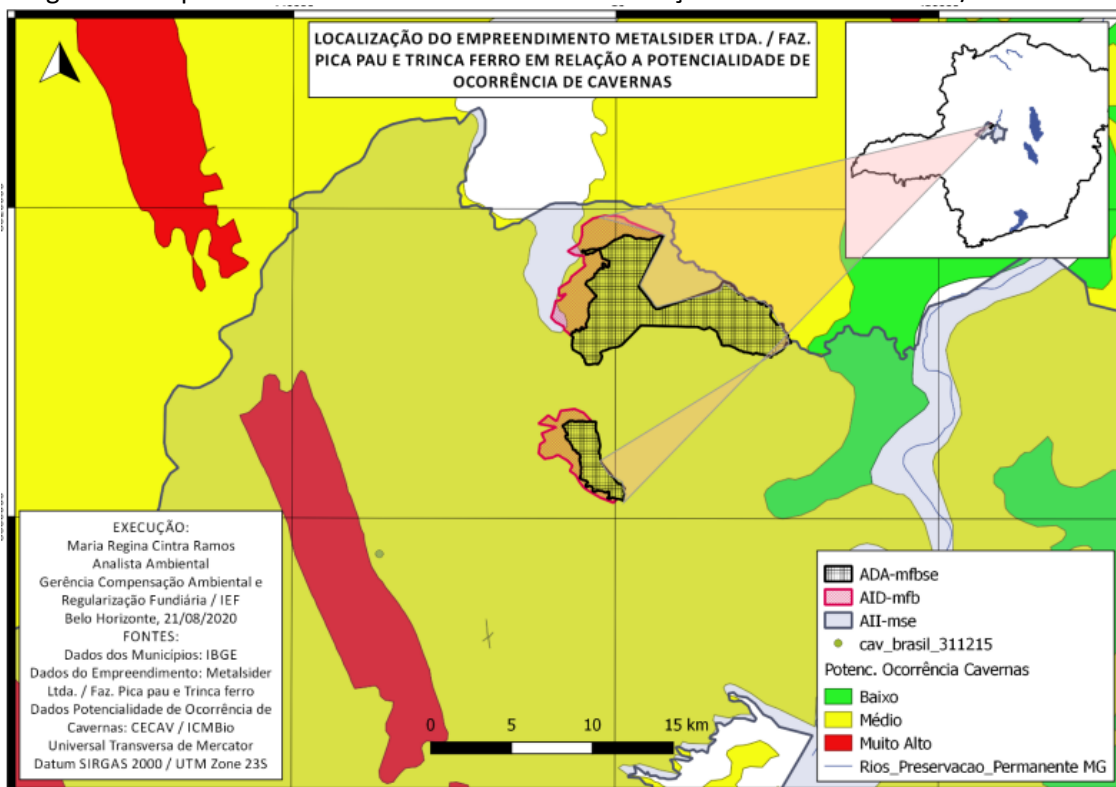 LOCALIZAÇÃO DO EMPREENDIMENTO METALSIDER LTDA. / FAZ.
PICA PAU E TRINCA FERRO EM RELAÇÃO A POTENCIALIDADE DE
OCORRÊNCIA DE CAVERNAS
EXECUÇÃO:
Maria Regina Cintra Ramos
Analista Ambiental
Gerência Compensação Ambiental e
Regularização Fundiária / IEF
Belo Horizonte, 21/08/2020
FONTES:
Dados dos Municípios: IBGE
Dados do Empreendimento: Metalsider
Ltda. / Faz. Pica pau e Trinca ferro
Dados Potencialidade de Ocorrência de
Cavernas: CECAV / ICMBio
Universal Transversa de Mercator
Datum SIRGAS 2000 / UTM Zone 23S
0 5 10 15 km
ADA-mfbse
AID-mfb
AII-mse
cav_brasil_311215
Potenc. Ocorrência Cavernas
Baixo
Médio
Muito Alto
Rios_Preservacao_Permanente MG